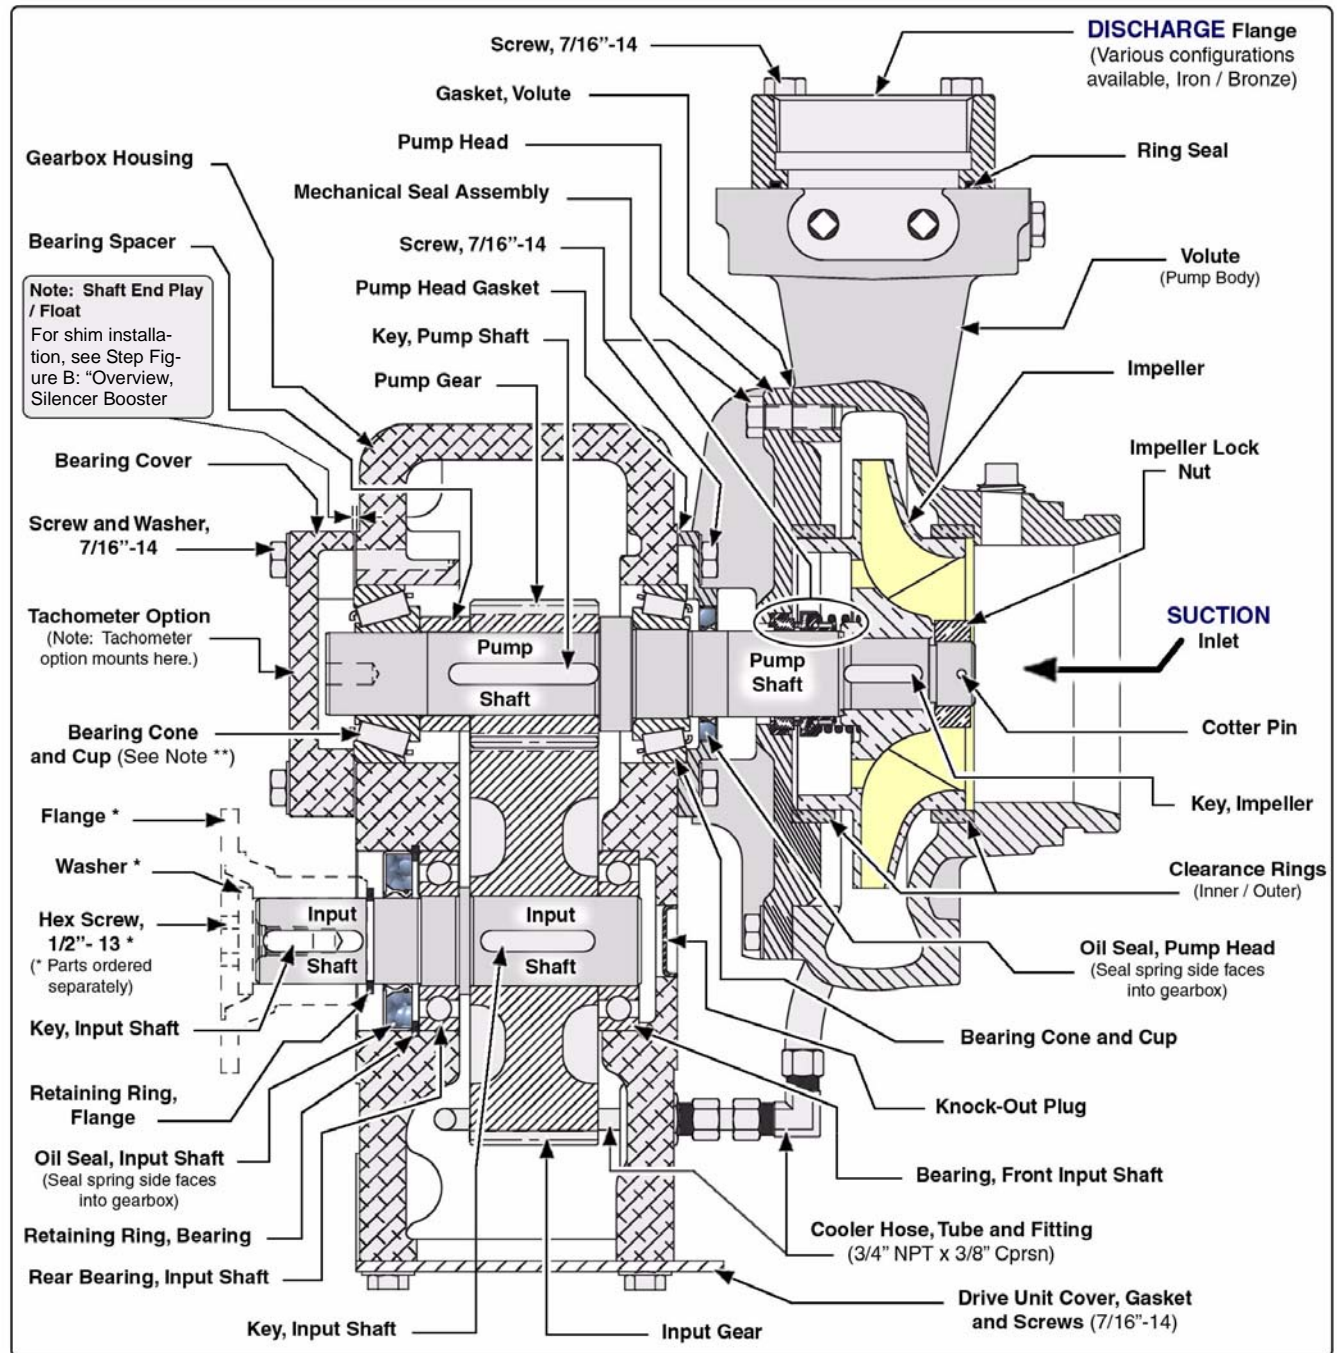 Screw, 7/16”-14
DISCHARGE Flange
(Various configurations
available, Iron / Bronze)
Gasket, Volute
Pump Head
Ring Seal
Gearbox Housing
Mechanical Seal Assembly
Bearing Spacer
Screw, 7/16”-14
Volute
(Pump Body)
Note: Shaft End Play
/ Float
For shim installa-
tion, see Step Fig-
ure B: “Overview,
Silencer Booster
Pump Head Gasket
Key, Pump Shaft
Pump Gear
Impeller
Bearing Cover
Impeller Lock
Nut
Screw and Washer,
7/16”-14
Tachometer Option
(Note: Tachometer
option mounts here.)
SUCTION
Inlet
Pump
Shaft
Pump
Shaft
Bearing Cone
and Cup (See Note **)
Cotter Pin
Flange *
Key, Impeller
Washer *
Clearance Rings
(Inner / Outer)
Hex Screw,
1/2”- 13 *
(* Parts ordered
separately)
Input
Shaft
Input
Shaft
Oil Seal, Pump Head
(Seal spring side faces
into gearbox)
Key, Input Shaft
Bearing Cone and Cup
Retaining Ring,
Flange
Knock-Out Plug
Oil Seal, Input Shaft
(Seal spring side faces
into gearbox)
Bearing, Front Input Shaft
Retaining Ring, Bearing
Cooler Hose, Tube and Fitting
(3/4” NPT x 3/8” Cprsn)
Rear Bearing, Input Shaft
Drive Unit Cover, Gasket
and Screws (7/16”-14)
Key, Input Shaft
Input Gear